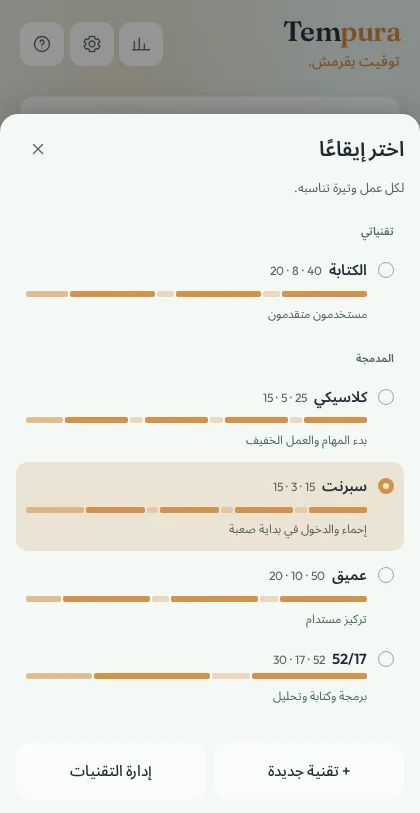 Tempura
توقيت يقرمش.
اختر إيقاعًا
لكل عمل وتيرة تناسبه.
تقنياتي
الكتابة 40 · 8 · 20
مستخدمون متقدمون
المدمجة
كلاسيكي 25 · 5 · 15
بدء المهام والعمل الخفيف
سبرنت 15 · 3 · 15
إحماء والدخول في بداية صعبة
عميق 50 · 10 · 20
تركيز مستدام
52/17 52 · 17 · 30
برمجة وكتابة وتحليل
+ تقنية جديدة
إدارة التقنيات